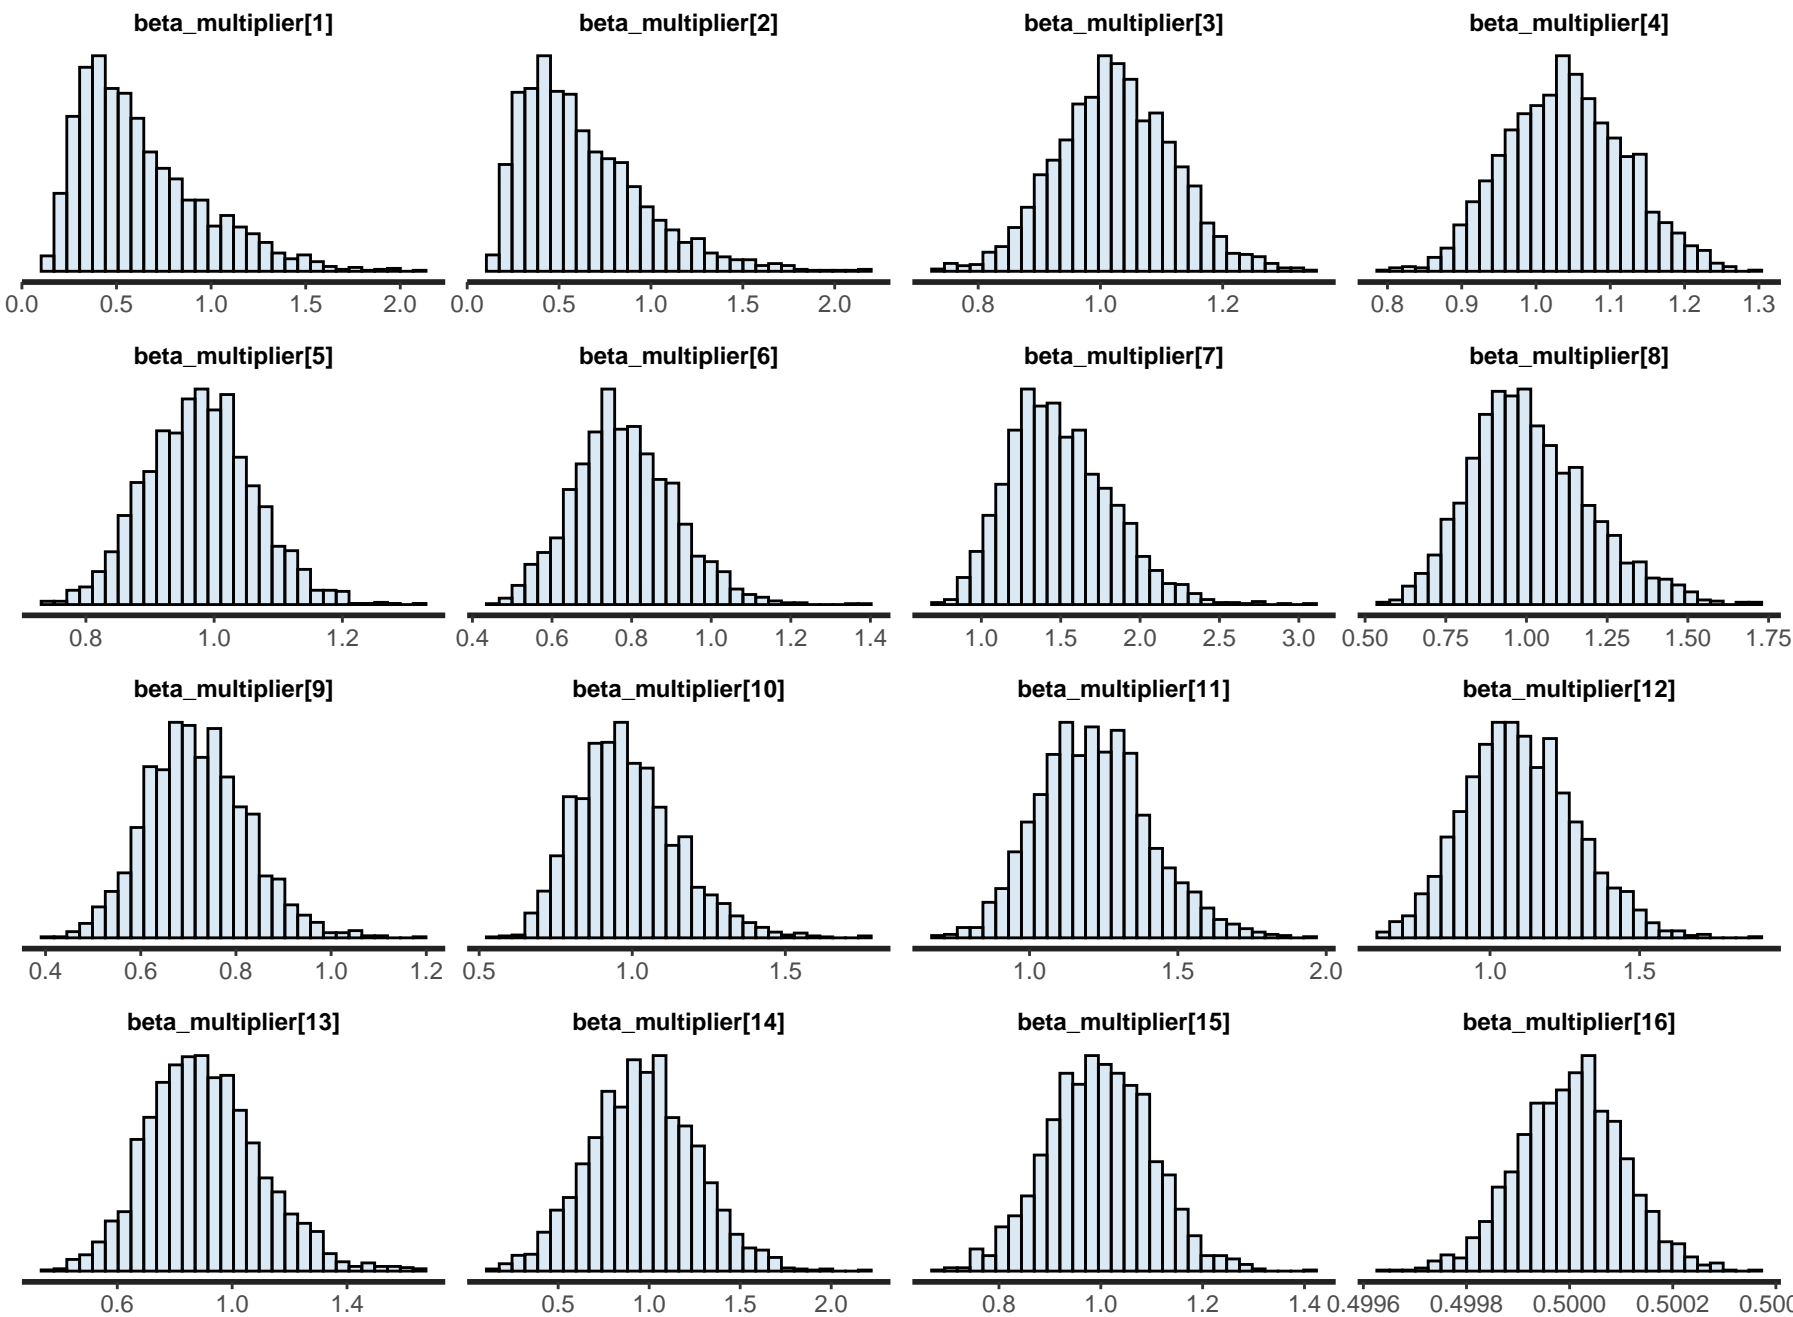 beta_multiplier[1] beta_multiplier[2] beta_multiplier[3] beta_multiplier[4]
0.0 0.5 1.0 1.5 2.0 0.0 0.5 1.0 1.5 2.0 0.8 1.0 1.2 0.8 0.9 1.0 1.1 1.2 1.3
beta_multiplier[5] beta_multiplier[6] beta_multiplier[7] beta_multiplier[8]
0.8 1.0 1.2 0.4 0.6 0.8 1.0 1.2 1.4 1.0 1.5 2.0 2.5 3.0 0.50 0.75 1.00 1.25 1.50 1.75
beta_multiplier[9] beta_multiplier[10] beta_multiplier[11] beta_multiplier[12]
0.4 0.6 0.8 1.0 1.2 0.5 1.0 1.5 1.0 1.5 2.0 1.0 1.5
beta_multiplier[13] beta_multiplier[14] beta_multiplier[15] beta_multiplier[16]
0.6 1.0 1.4 0.5 1.0 1.5 2.0 0.8 1.0 1.2 1.4 0.4996 0.4998 0.5000 0.5002